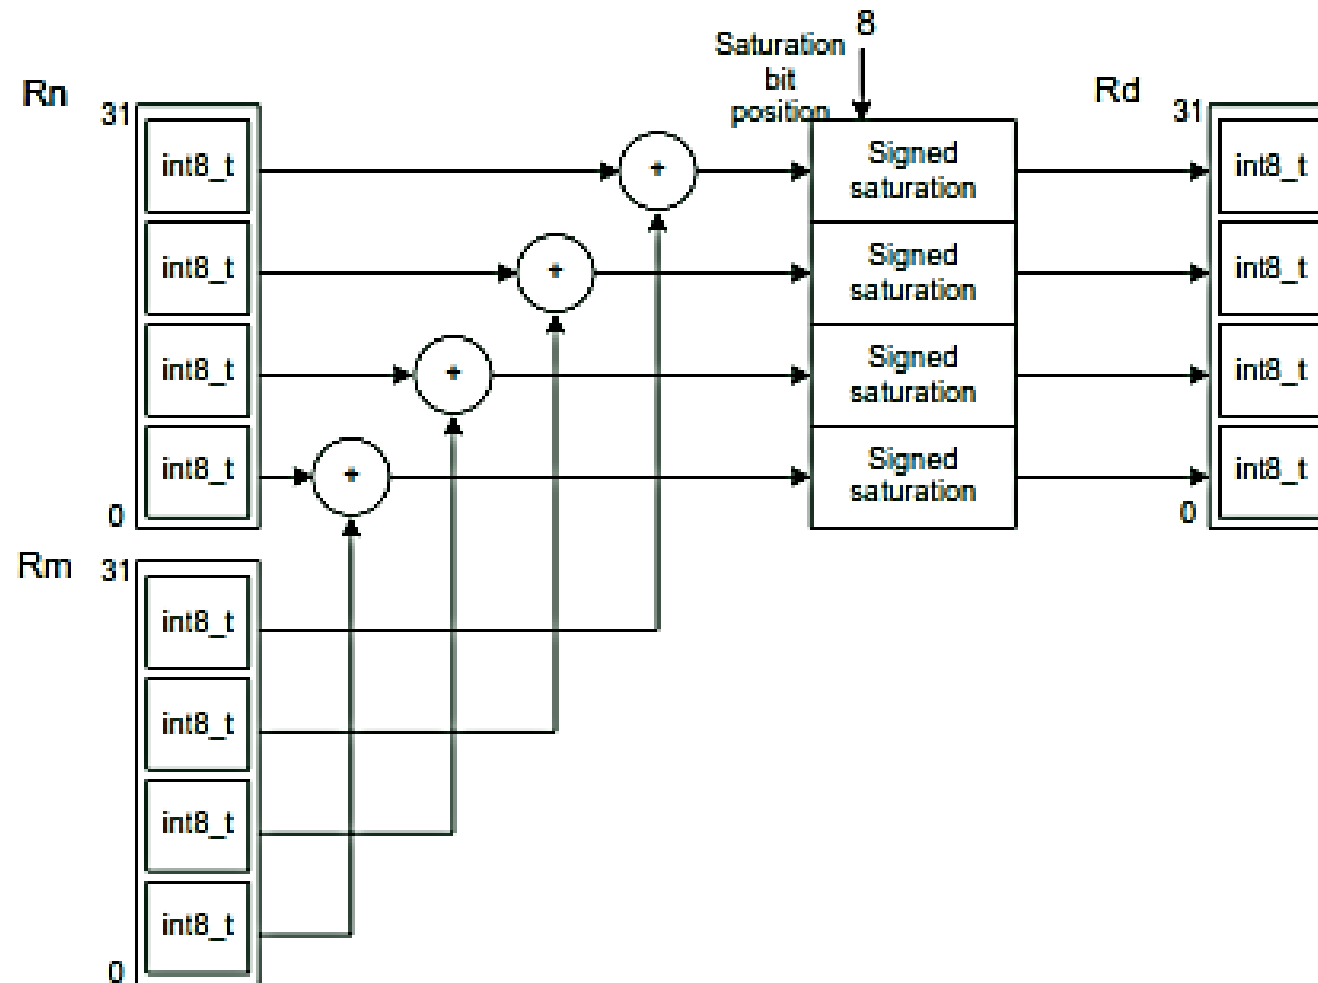 8
Saturation
bit
position
Rn
31
Rd
31
int8_t
+
Signed
saturation
int8_t
int8_t
+
Signed
saturation
int8_t
int8_t
+
Signed
saturation
int8_t
int8_t
+
Signed
saturation
int8_t
0
0
Rm
31
int8_t
int8_t
int8_t
int8_t
0